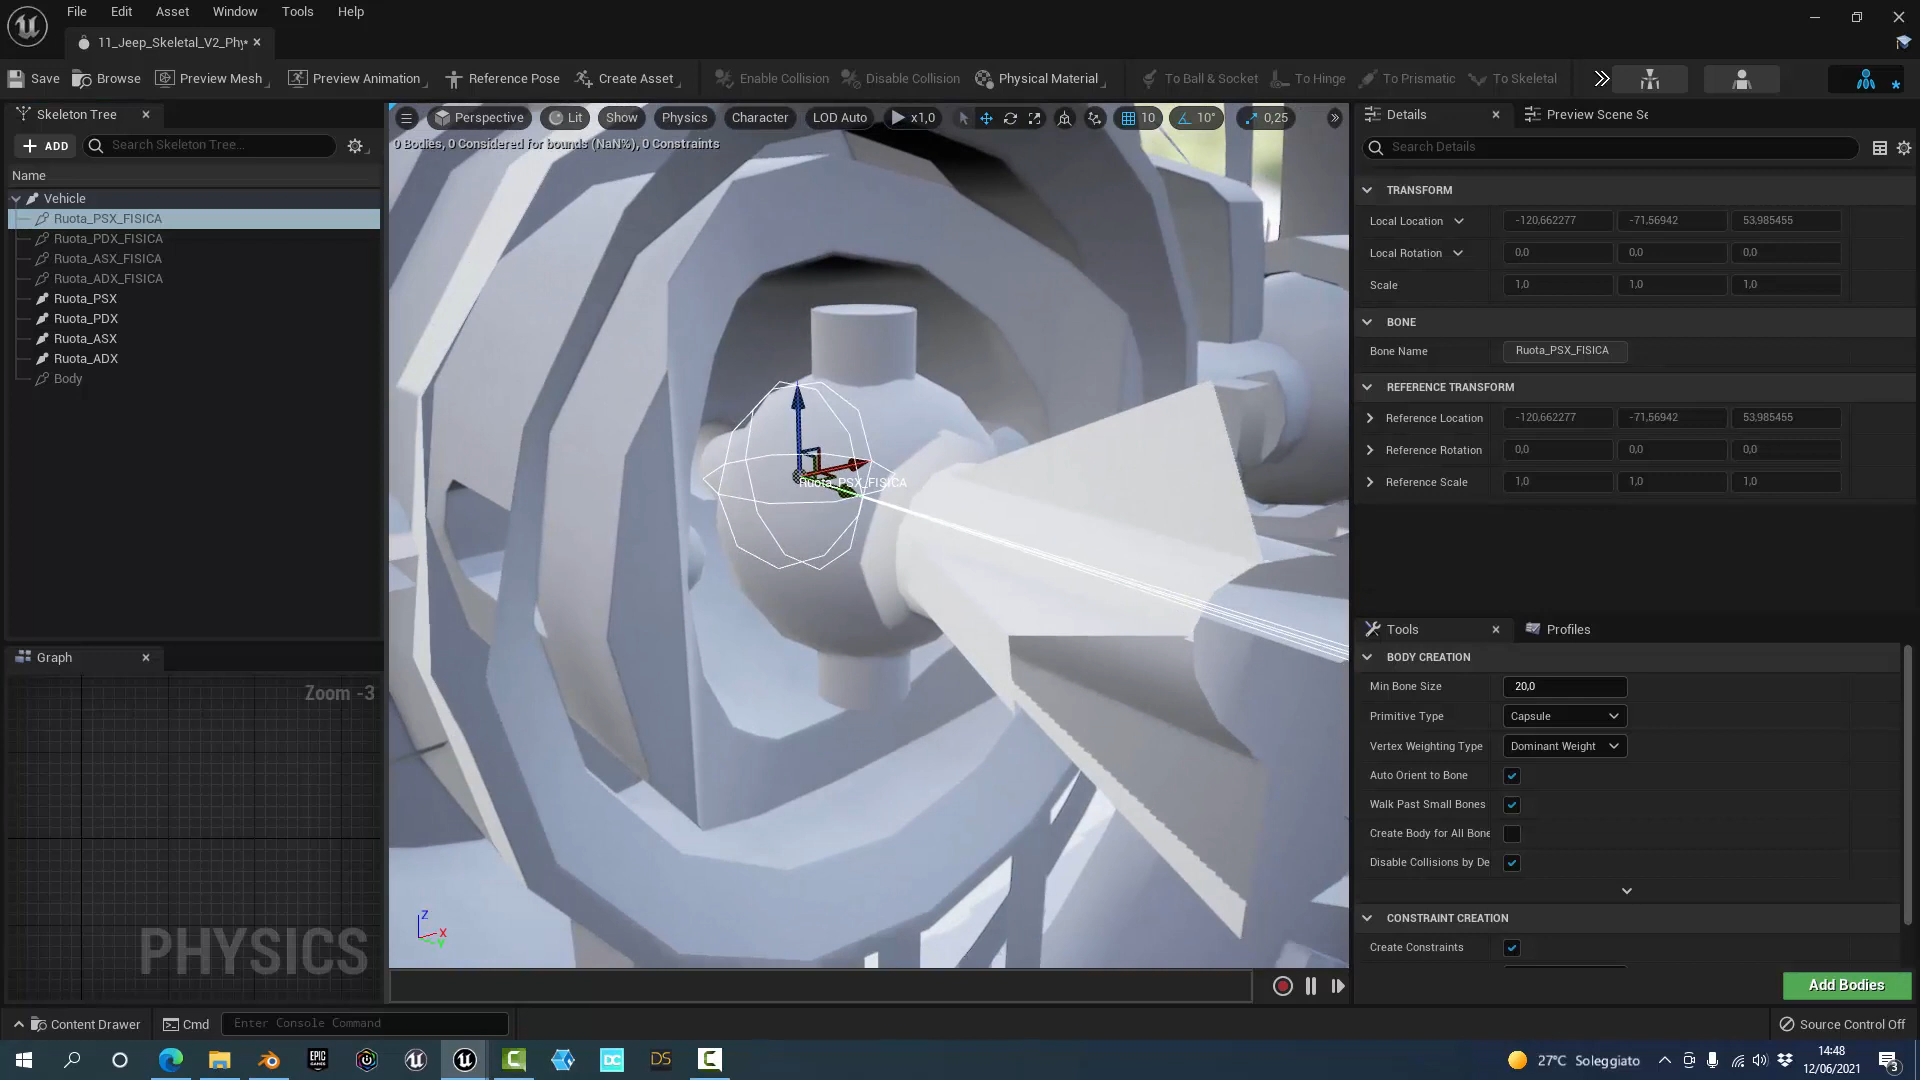 File Edit Asset Window Tools Help
11_Jeep_Skeletal_V2_Phy*
Save Browse Preview Mesh Preview Animation Reference Pose Create Asset Enable Collision Disable Collision Physical Material To Ball & Socket To Hinge To Prismatic To Skeletal
Skeleton Tree
ADD Search Skeleton Tree...
Name
Vehicle
Ruota_PSX_FISICA
Ruota_PDX_FISICA
Ruota_ASX_FISICA
Ruota_ADX_FISICA
Ruota_PSX
Ruota_PDX
Ruota_ASX
Ruota_ADX
Body
Graph
Zoom -3
PHYSICS
Perspective Lit Show Physics Character LOD Auto x1,0 10 10° 0,25
0 Bodies, 0 Considered for bounds (NaN%), 0 Constraints
Ruota_PSX_FISICA
Z
X
Y
Details Preview Scene Se
Search Details
TRANSFORM
Local Location -120,662277 -71,56942 53,985455
Local Rotation 0,0 0,0 0,0
Scale 1,0 1,0 1,0
BONE
Bone Name Ruota_PSX_FISICA
REFERENCE TRANSFORM
Reference Location -120,662277 -71,56942 53,985455
Reference Rotation 0,0 0,0 0,0
Reference Scale 1,0 1,0 1,0
Tools Profiles
BODY CREATION
Min Bone Size 20,0
Primitive Type Capsule
Vertex Weighting Type Dominant Weight
Auto Orient to Bone
Walk Past Small Bones
Create Body for All Bone
Disable Collisions by De
CONSTRAINT CREATION
Create Constraints
Add Bodies
Content Drawer Cmd Enter Console Command Source Control Off
EPIC GAMES DC DS 27°C Soleggiato 14:48
12/06/2021 3